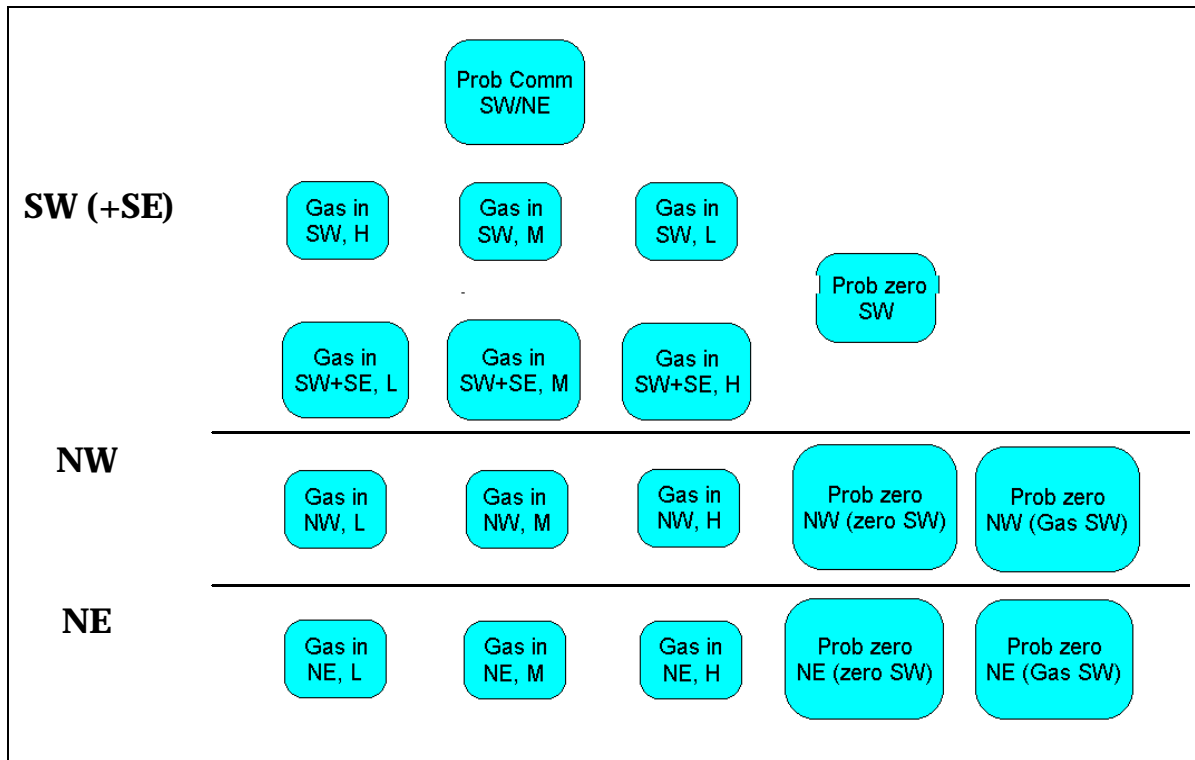 Prob Comm
SW/NE
SW (+SE)
Gas in
SW, H
Gas in
SW, M
Gas in
SW, L
Prob zero
SW
-
Gas in
SW+SE, L
Gas in
SW+SE, M
Gas in
SW+SE, H
NW
Gas in
NW, L
Gas in
NW, M
Gas in
NW, H
Prob zero
NW (zero SW)
Prob zero
NW (Gas SW)
NE
Gas in
NE, L
Gas in
NE, M
Gas in
NE, H
Prob zero
NE (zero SW)
Prob zero
NE (Gas SW)